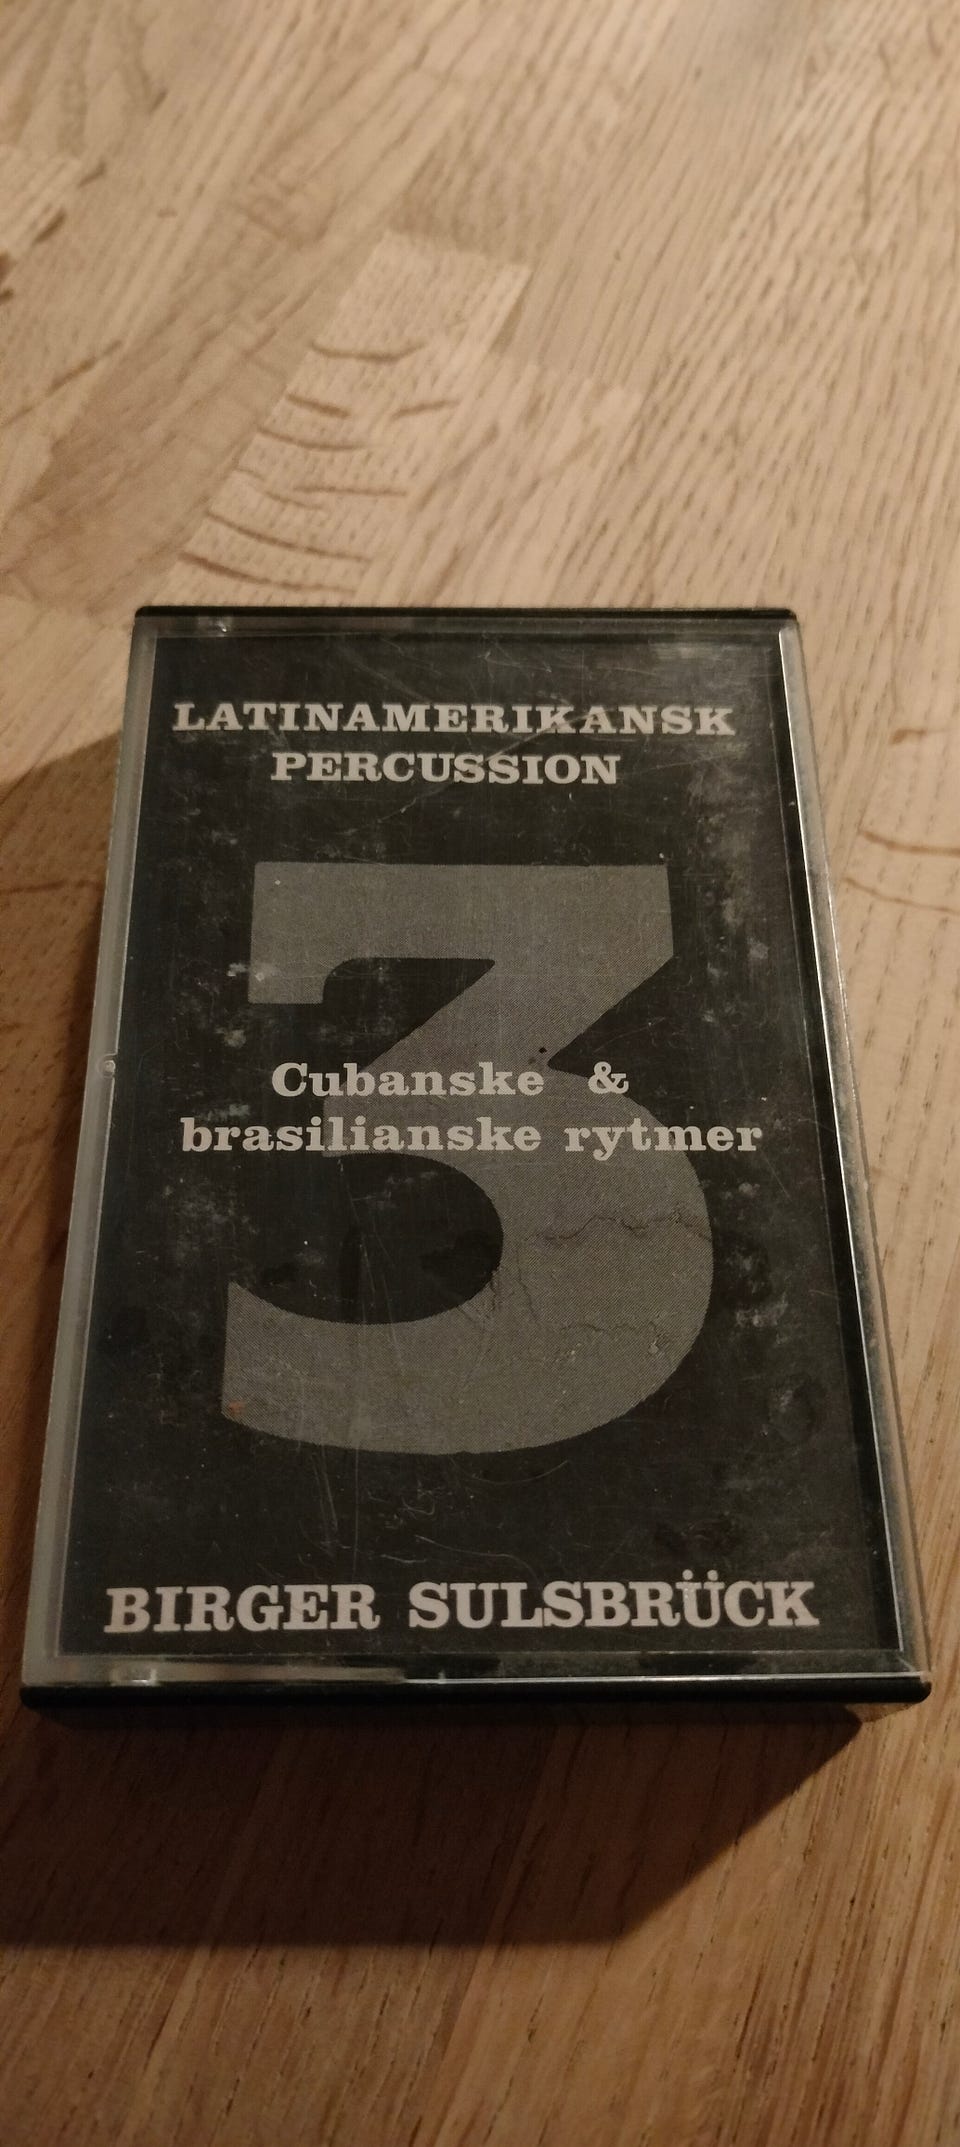 LATINAMERIKANSK
PERCUSSION
3
Cubanske &
brasilianske rytmer
BIRGER SULSBRÜCK